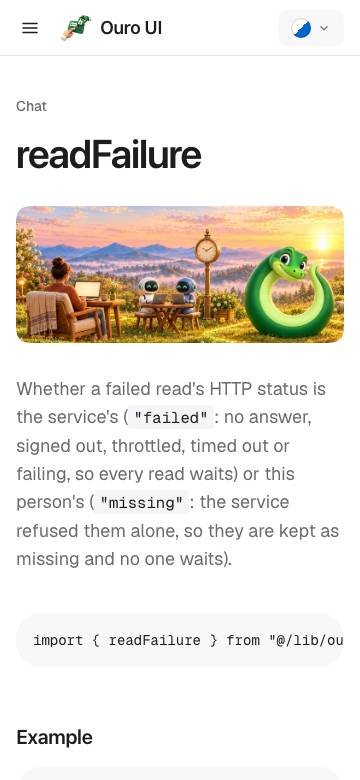 Ouro UI
Chat
readFailure
Whether a failed read's HTTP status is
the service's ( "failed" : no answer,
signed out, throttled, timed out or
failing, so every read waits) or this
person's ( "missing" : the service
refused them alone, so they are kept as
missing and no one waits).
import { readFailure } from "@/lib/ou
Example